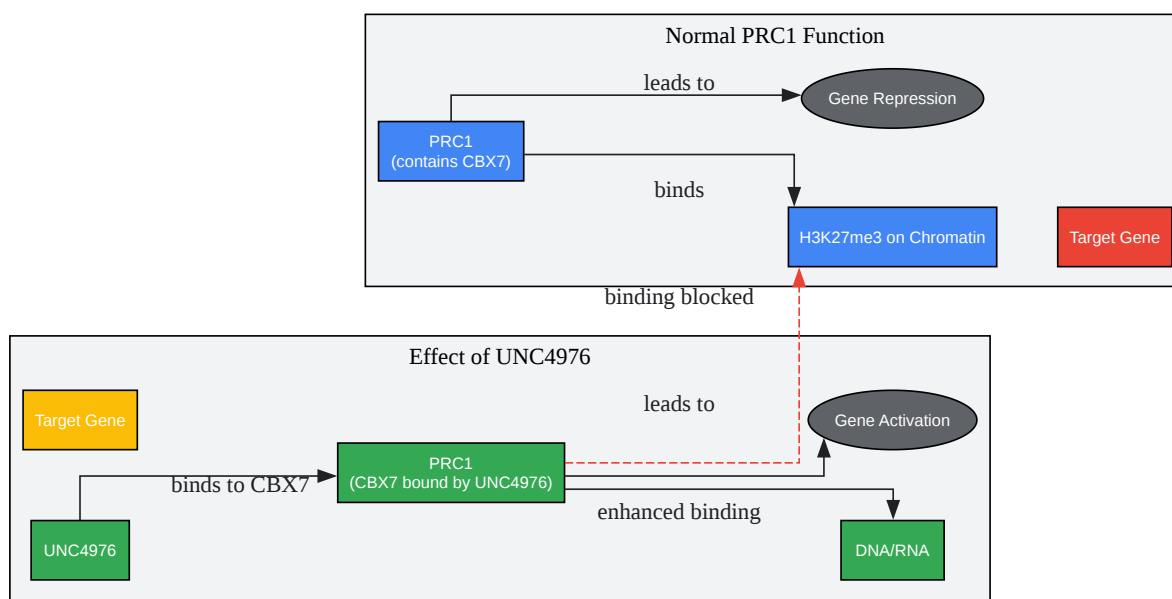 Normal PRC1 Function
leads to
Gene Repression
PRC1
(contains CBX7)
binds
H3K27me3 on Chromatin
Target Gene
binding blocked
Effect of UNC4976
Target Gene
leads to
Gene Activation
binds to CBX7
PRC1
(CBX7 bound by UNC4976)
enhanced binding
UNC4976
DNA/RNA